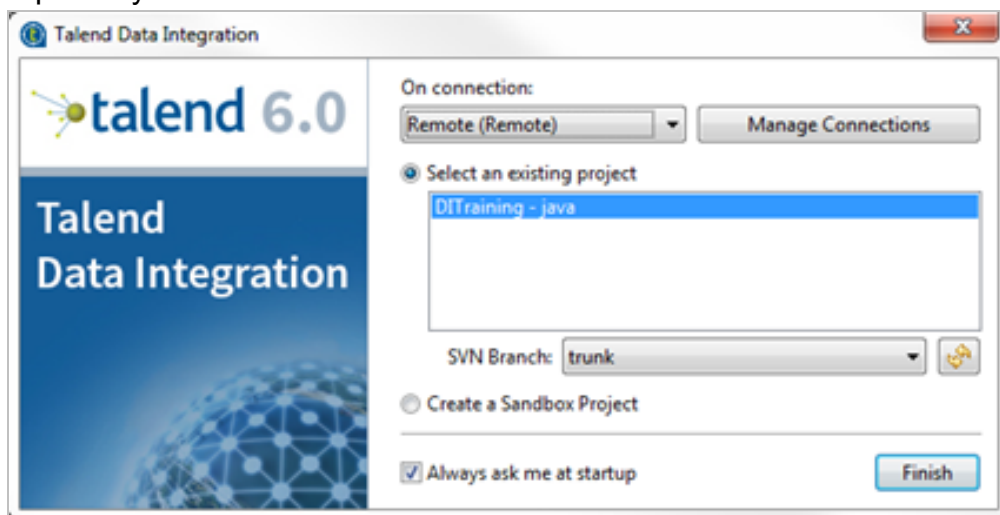 Talend Data Integration
talend 6.0
Talend
Data Integration
On connection:
Remote (Remote)
Manage Connections
Select an existing project
DITraining - java
SVN Branch: trunk
Create a Sandbox Project
Always ask me at startup
Finish